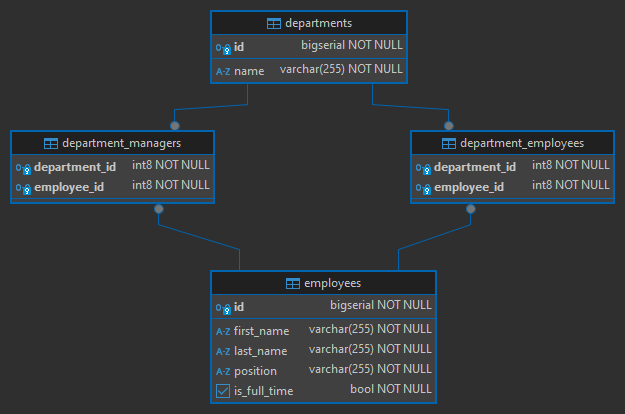 departments
id bigserial NOT NULL
A-Z name varchar(255) NOT NULL
department_managers
department_id int8 NOT NULL
employee_id int8 NOT NULL
department_employees
department_id int8 NOT NULL
employee_id int8 NOT NULL
employees
id bigserial NOT NULL
A-Z first_name varchar(255) NOT NULL
A-Z last_name varchar(255) NOT NULL
A-Z position varchar(255) NOT NULL
is_full_time bool NOT NULL